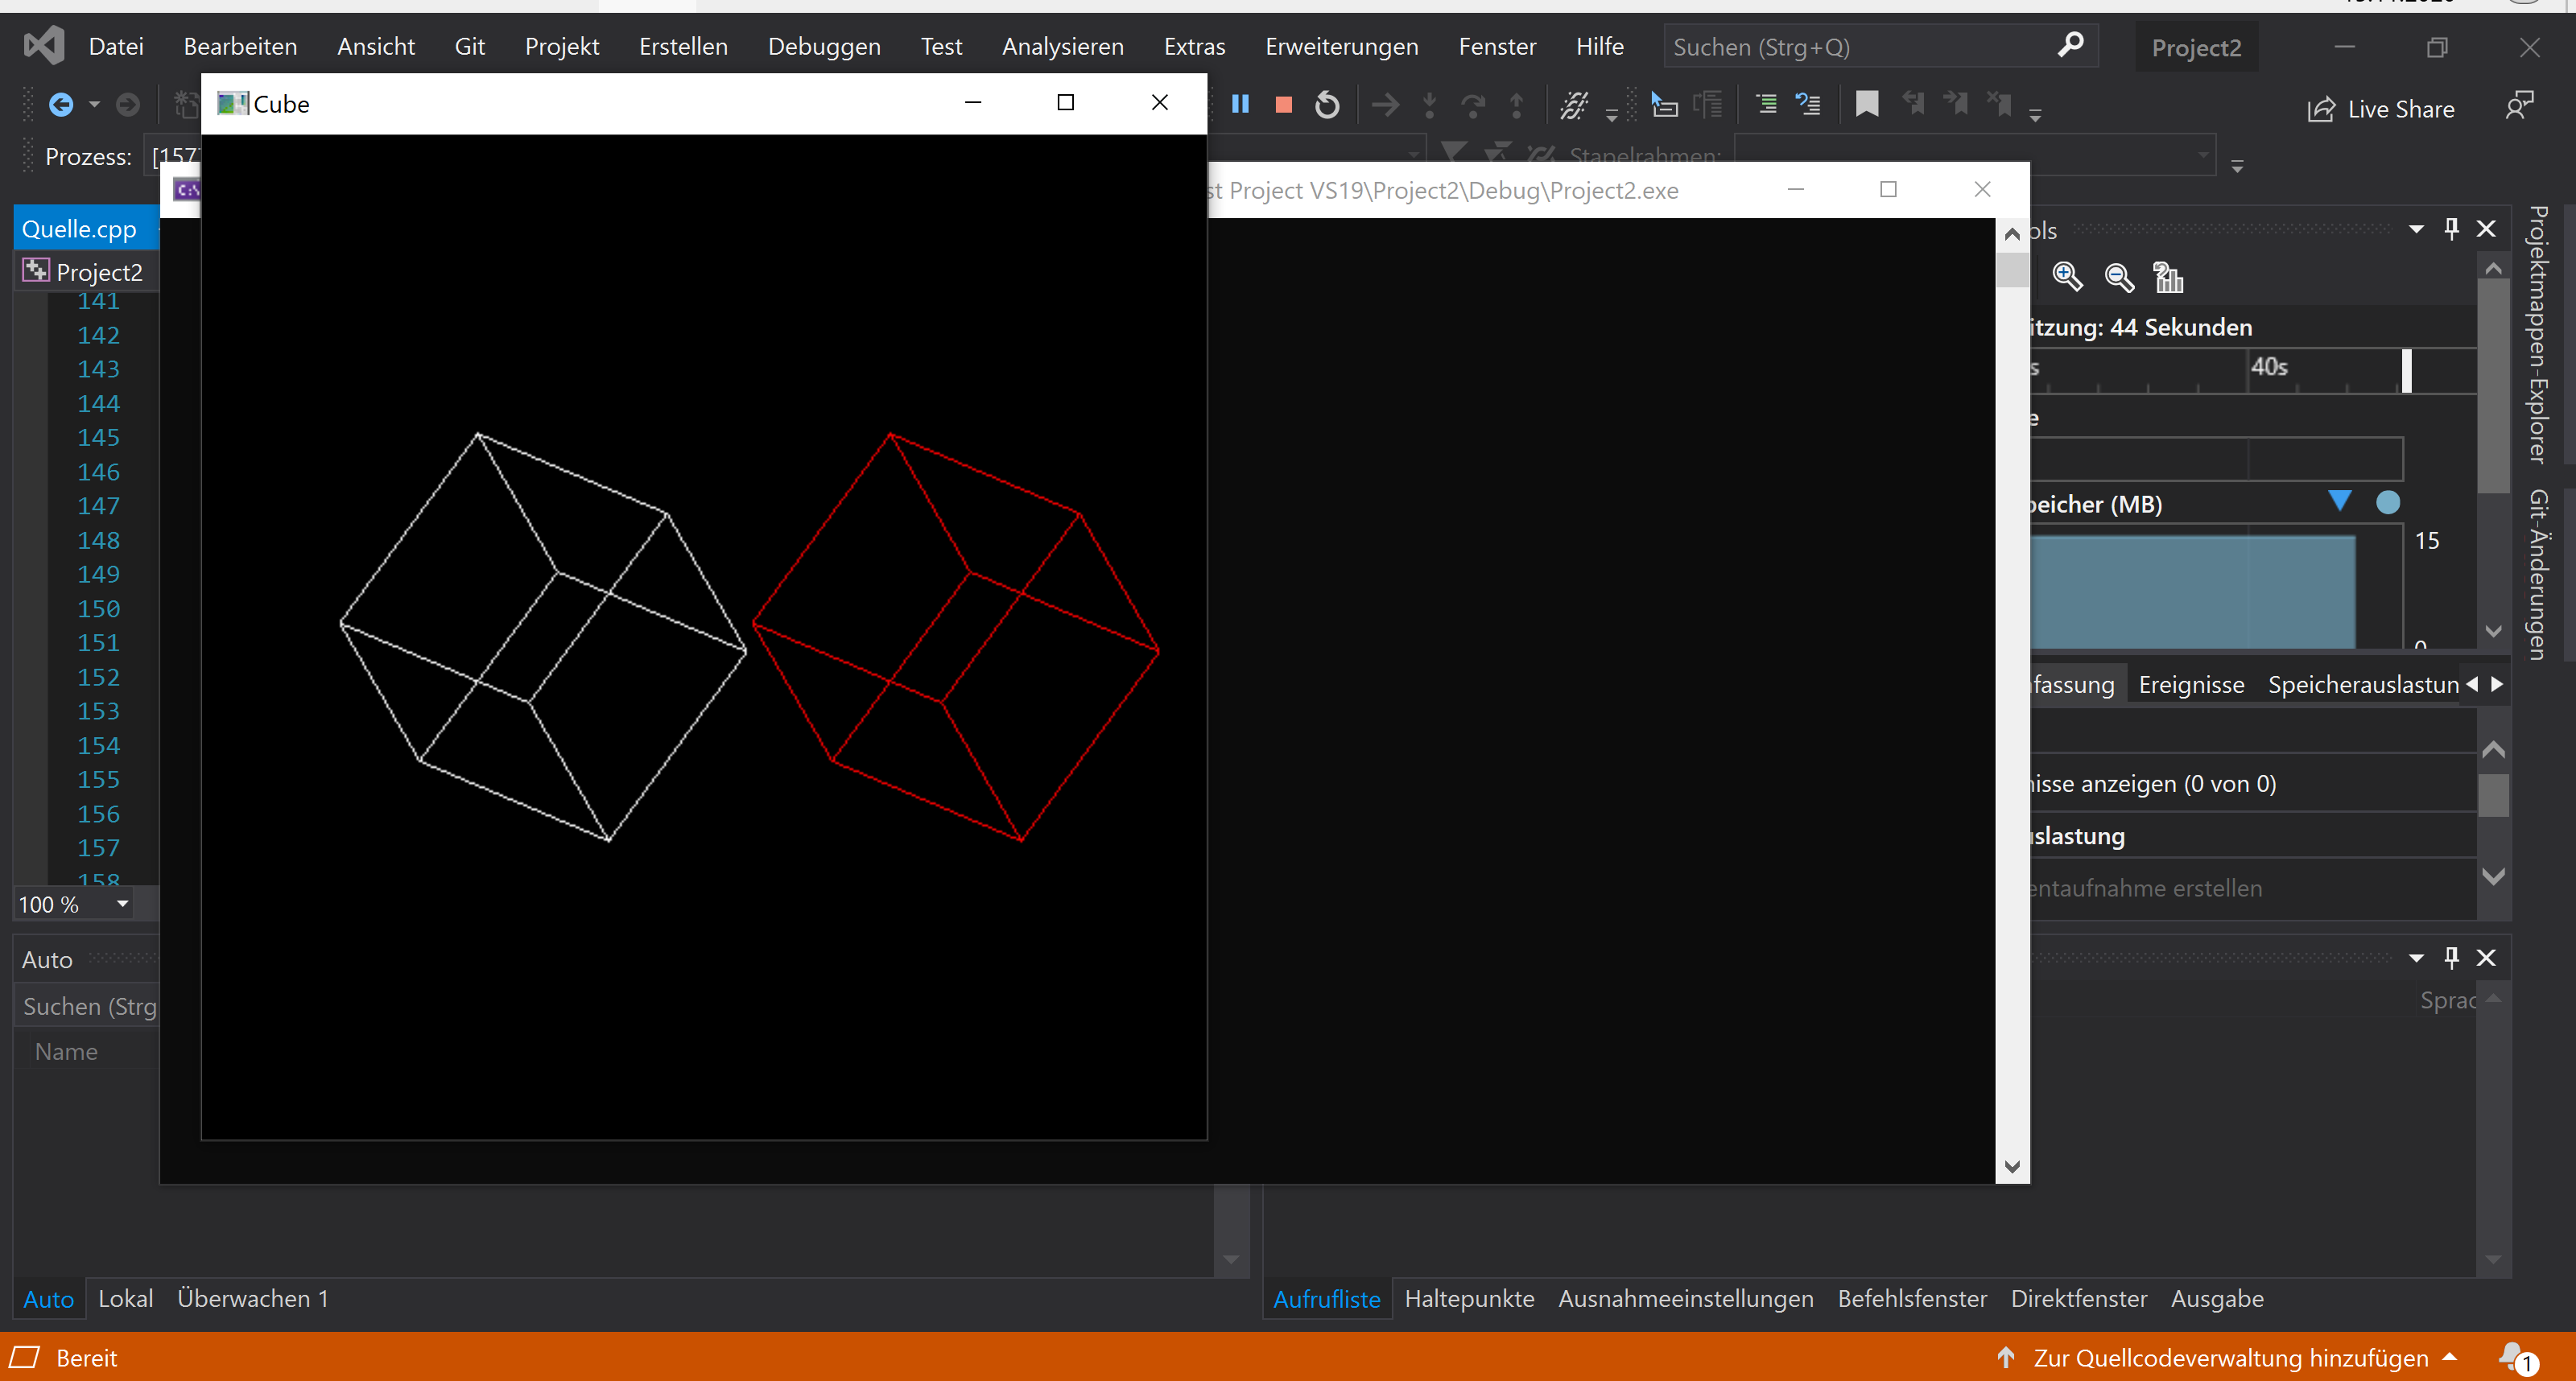 Datei Bearbeiten Ansicht Git Projekt Erstellen Debuggen Test Analysieren Extras Erweiterungen Fenster Hilfe Suchen (Strg+Q) Project2
Cube
Live Share
Prozess: [157
Stapelrahmen:
st Project VS19\Project2\Debug\Project2.exe
Quelle.cpp
Project2
141
142
143
144
145
146
147
148
149
150
151
152
153
154
155
156
157
158
100 %
ols
itzung: 44 Sekunden
s 40s
e
peicher (MB)
15
0
nfassung Ereignisse Speicherauslastun
nisse anzeigen (0 von 0)
uslastung
entaufnahme erstellen
Projektmappen-Explorer
Git-Änderungen
Auto
Suchen (Strg
Name
Sprac
Auto Lokal Überwachen 1
Aufrufliste Haltepunkte Ausnahmeeinstellungen Befehlsfenster Direktfenster Ausgabe
Bereit
Zur Quellcodeverwaltung hinzufügen 1